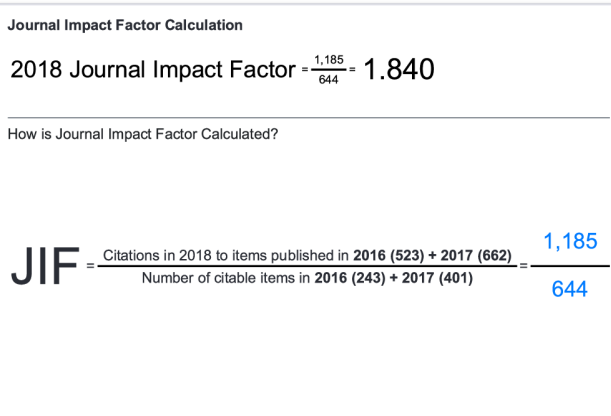 Journal Impact Factor Calculation
2018 Journal Impact Factor = 1,185 / 644 = 1.840
How is Journal Impact Factor Calculated?
JIF = Citations in 2018 to items published in 2016 (523) + 2017 (662) = 1,185
Number of citable items in 2016 (243) + 2017 (401) 644